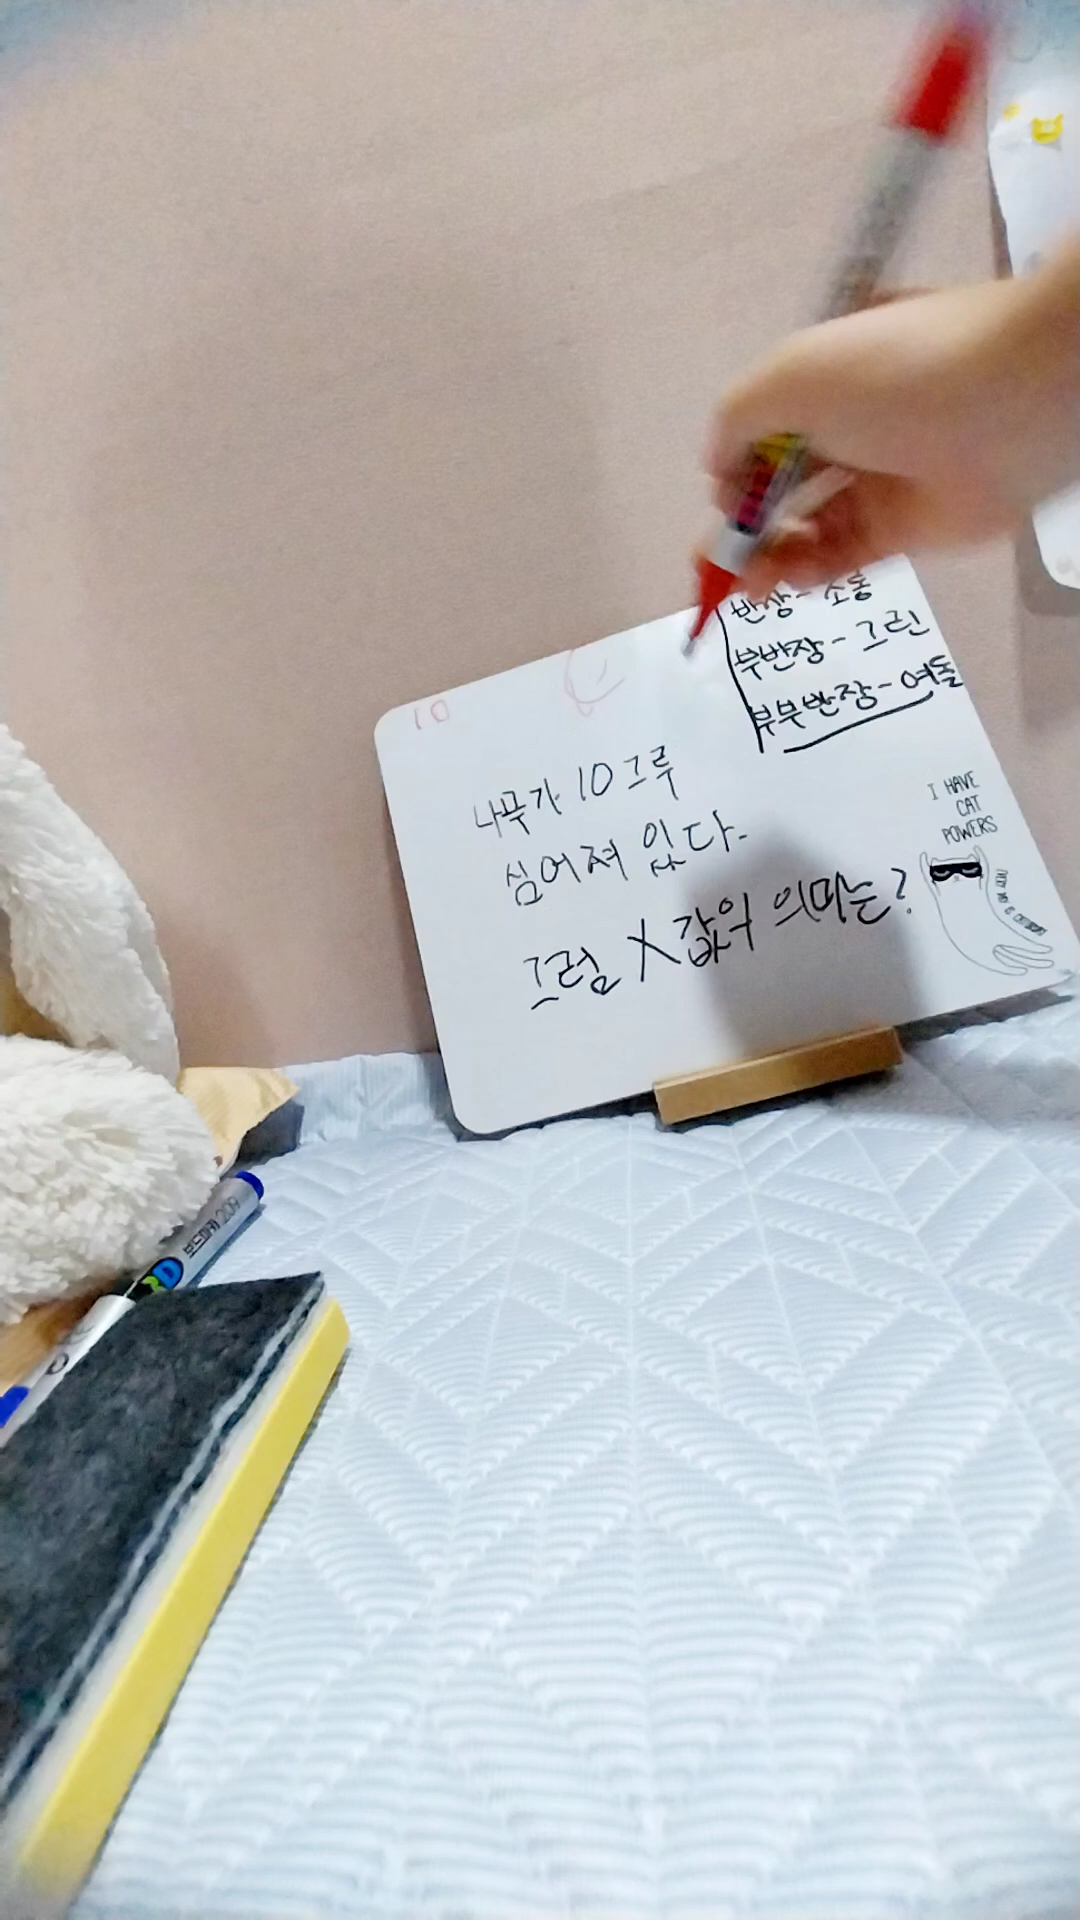 반장-소롱
부반장-그린
부부반장-여돌
10
나무가 10그루
심어져 있다.
그럼 X값의 의미는?
I HAVE
CAT
POWERS
보드마카 209